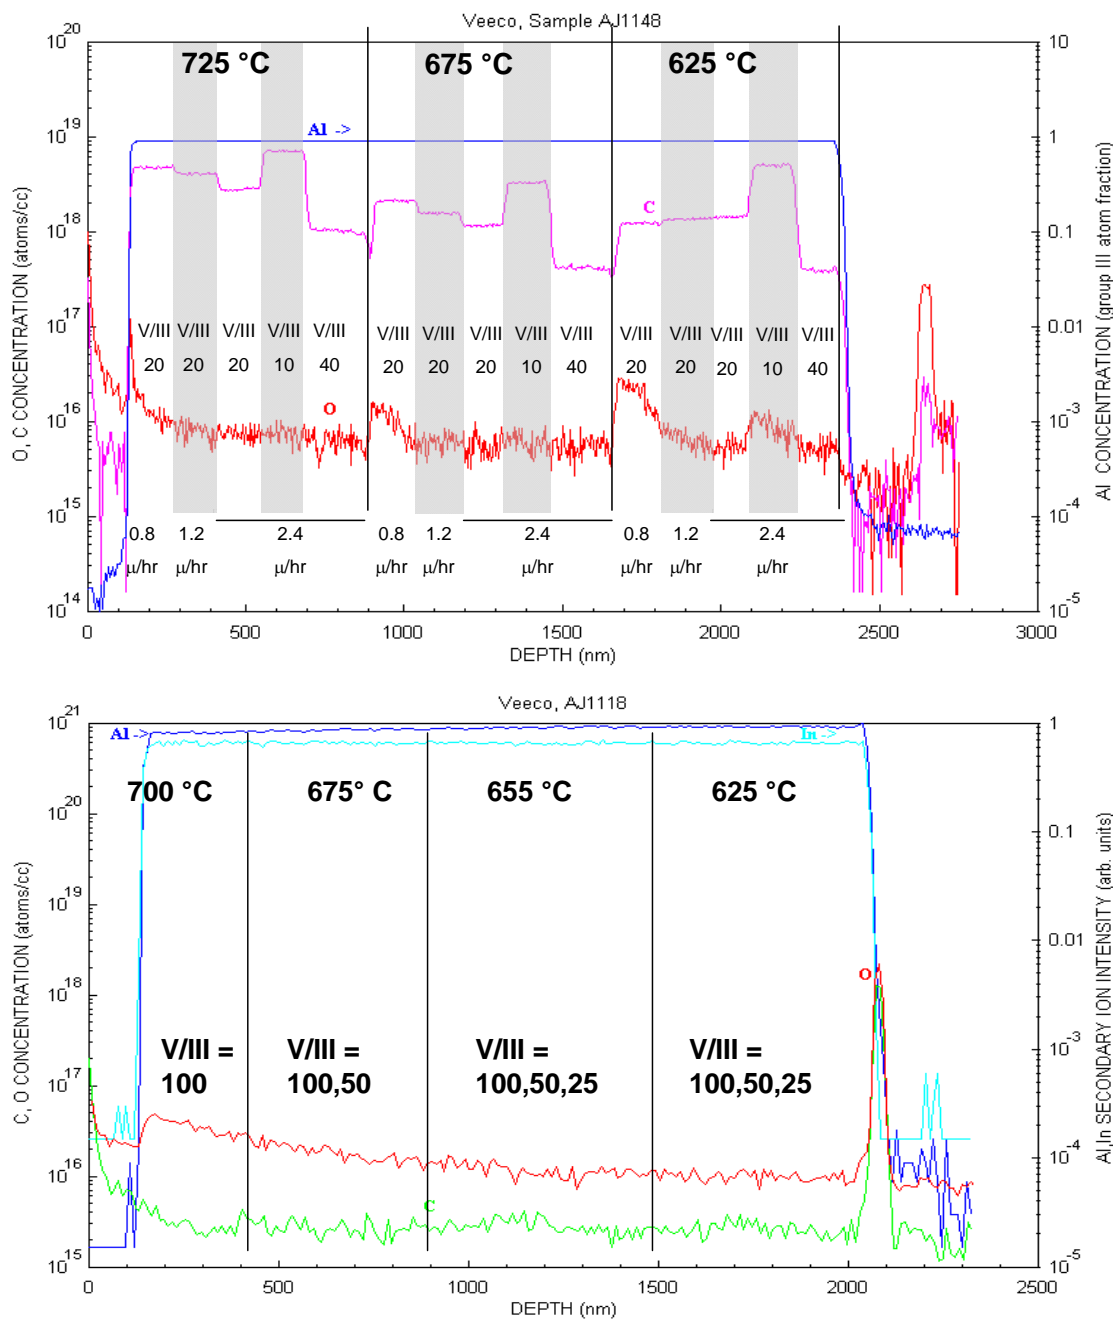 Veeco, Sample AJ1148
10^20
10^19
10^18
10^17
10^16
10^15
10^14
O, C CONCENTRATION (atoms/cc)
725 °C
675 °C
625 °C
Al ->
C
V/III V/III V/III V/III V/III V/III V/III V/III V/III V/III V/III V/III V/III V/III V/III
20 20 20 10 40 20 20 20 10 40 20 20 20 10 40
O
0.8 1.2 2.4 0.8 1.2 2.4 0.8 1.2 2.4
μ/hr μ/hr μ/hr μ/hr μ/hr μ/hr μ/hr μ/hr μ/hr
10
1
0.1
0.01
10^-3
10^-4
10^-5
Al CONCENTRATION (group III atom fraction)
0 500 1000 1500 2000 2500 3000
DEPTH (nm)
Veeco, AJ1118
10^21
10^20
10^19
10^18
10^17
10^16
10^15
C, O CONCENTRATION (atoms/cc)
Al ->
In ->
700 °C
675° C
655 °C
625 °C
O
V/III =
100
V/III =
100,50
V/III =
100,50,25
V/III =
100,50,25
C
1
0.1
0.01
10^-3
10^-4
10^-5
Al,In SECONDARY ION INTENSITY (arb. units)
0 500 1000 1500 2000 2500
DEPTH (nm)